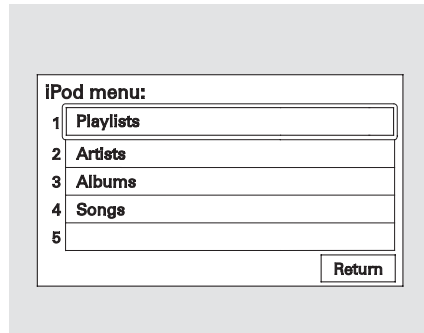 iPod menu:
1 Playlists
2 Artists
3 Albums
4 Songs
5
Return